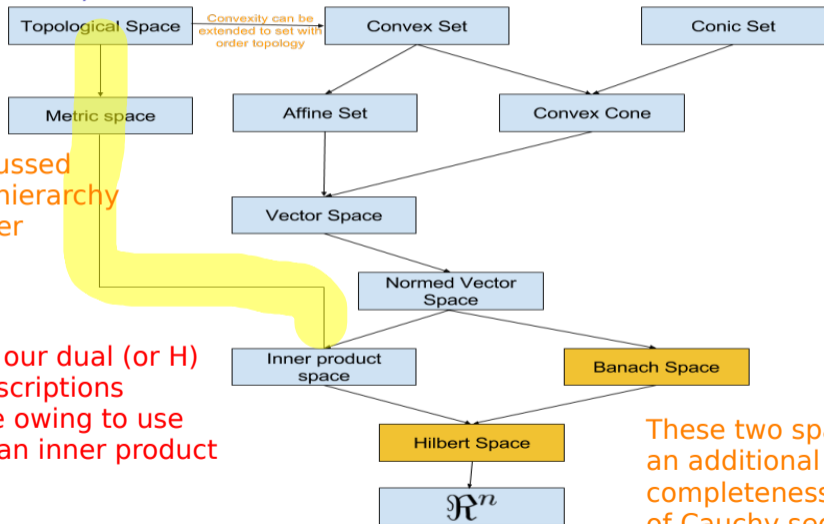 Topological Space
Convexity can be
extended to set with
order topology
Convex Set
Conic Set
Metric space
Affine Set
Convex Cone
ussed
hierarchy
er
Vector Space
Normed Vector
Space
our dual (or H)
scriptions
e owing to use
an inner product
Inner product
space
Banach Space
Hilbert Space
These two spa
an additional
completeness
ℜⁿ